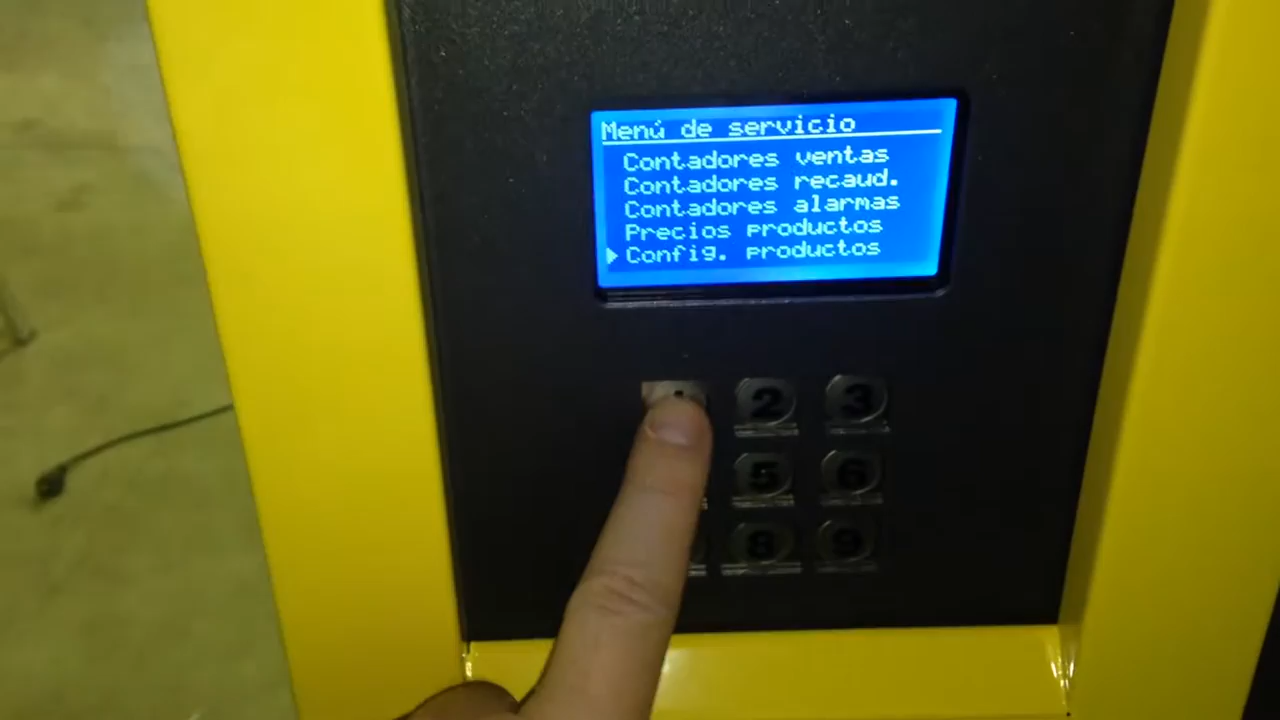 Menú de servicio
Contadores ventas
Contadores recaud.
Contadores alarmas
Precios productos
Config. productos
2 3
5 6
8 9